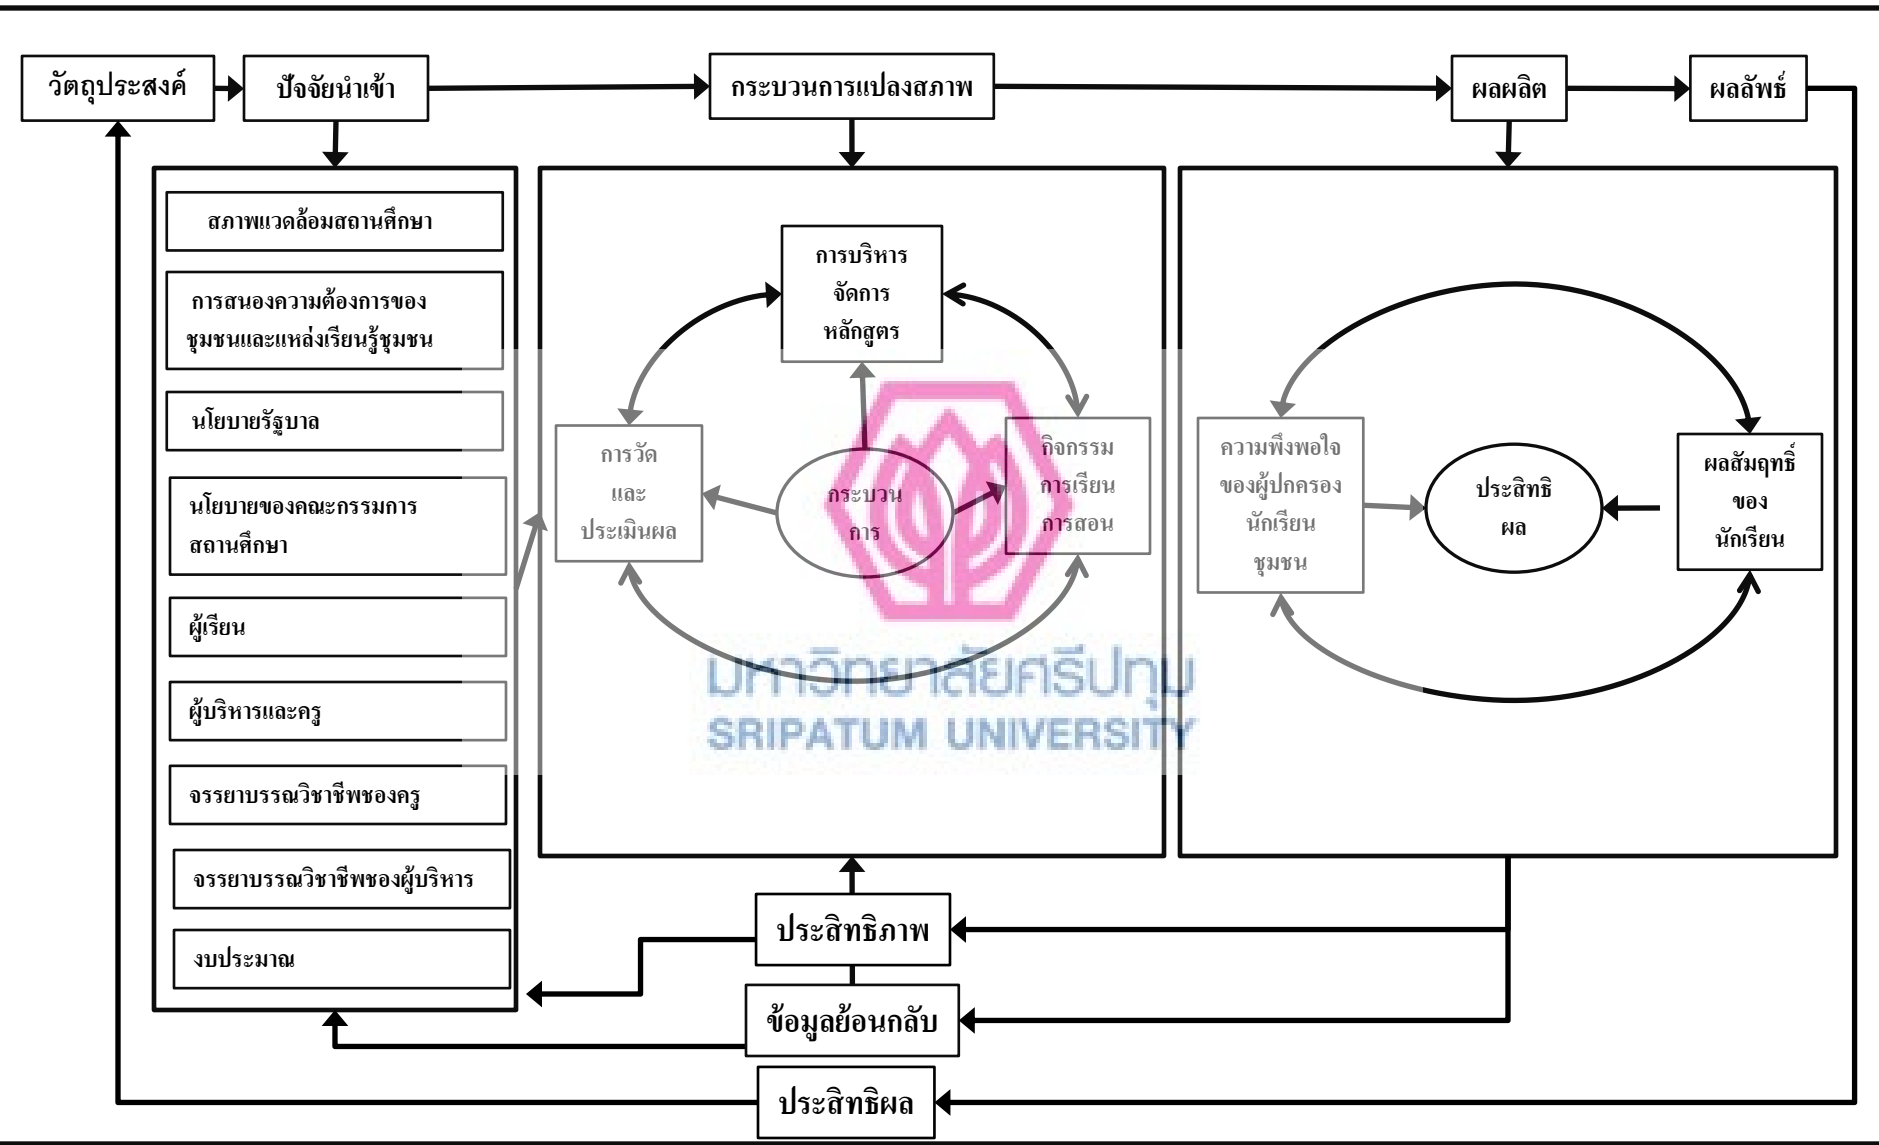 วัตถุประสงค์
ปัจจัยนำเข้า
กระบวนการแปลงสภาพ
ผลผลิต
ผลลัพธ์
สภาพแวดล้อมสถานศึกษา
การสนองความต้องการของ
ชุมชนและแหล่งเรียนรู้ชุมชน
นโยบายรัฐบาล
นโยบายของคณะกรรมการ
สถานศึกษา
ผู้เรียน
ผู้บริหารและครู
จรรยาบรรณวิชาชีพชองครู
จรรยาบรรณวิชาชีพชองผู้บริหาร
งบประมาณ
การบริหาร
จัดการ
หลักสูตร
การวัด
และ
ประเมินผล
กระบวน
การ
กิจกรรม
การเรียน
การสอน
ความพึงพอใจ
ของผู้ปกครอง
นักเรียน
ชุมชน
ประสิทธิ
ผล
ผลสัมฤทธิ์
ของ
นักเรียน
มหาวิทยาลัยศรีปทุม
SRIPATUM UNIVERSITY
ประสิทธิภาพ
ข้อมูลย้อนกลับ
ประสิทธิผล